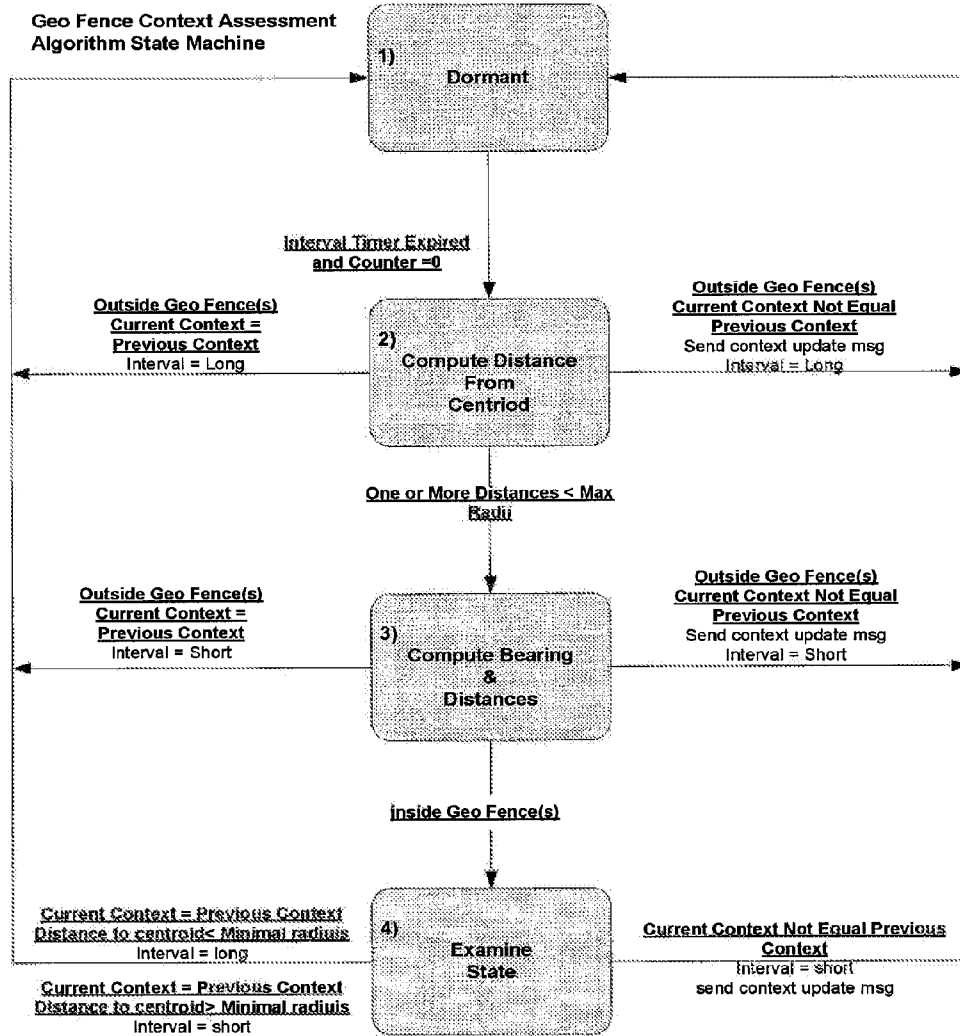 Geo Fence Context Assessment
Algorithm State Machine
1)
Dormant
Interval Timer Expired
and Counter =0
Outside Geo Fence(s)
Current Context =
Previous Context
Interval = Long
2)
Compute Distance
From
Centriod
Outside Geo Fence(s)
Current Context Not Equal
Previous Context
Send context update msg
Interval = Long
One or More Distances < Max
Radii
Outside Geo Fence(s)
Current Context =
Previous Context
Interval = Short
3)
Compute Bearing
&
Distances
Outside Geo Fence(s)
Current Context Not Equal
Previous Context
Send context update msg
Interval = Short
Inside Geo Fence(s)
Current Context = Previous Context
Distance to centroid< Minimal radiuis
Interval = long
Current Context = Previous Context
Distance to centroid> Minimal radiuis
Interval = short
4)
Examine
State
Current Context Not Equal Previous
Context
Interval = short
send context update msg